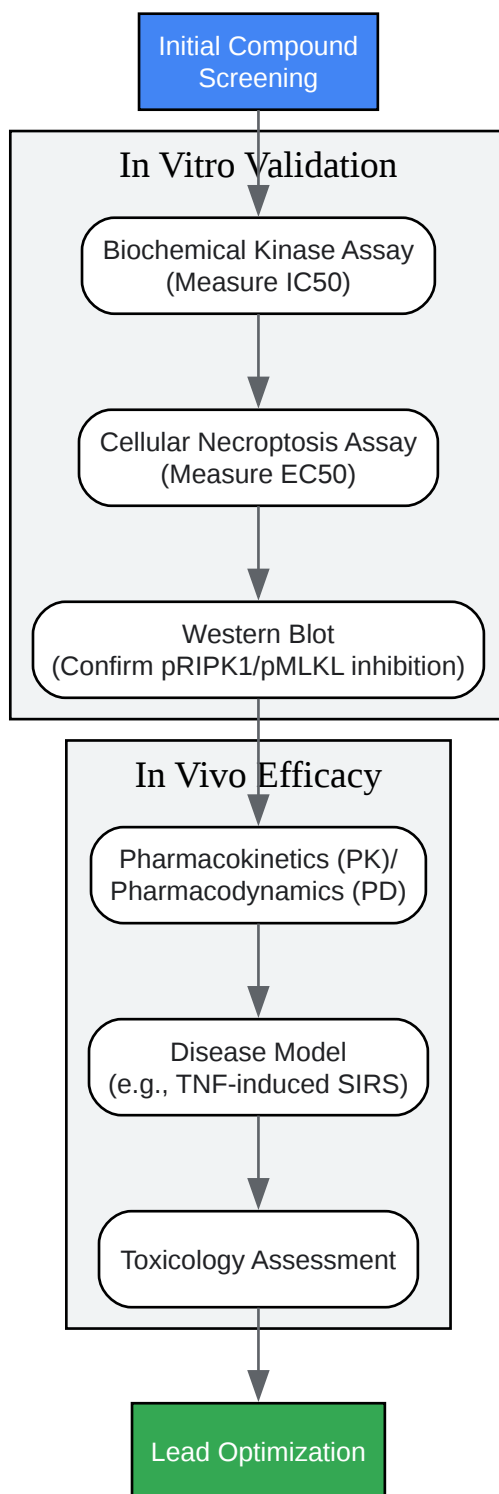 Initial Compound
Screening
In Vitro Validation
Biochemical Kinase Assay
(Measure IC50)
Cellular Necroptosis Assay
(Measure EC50)
Western Blot
(Confirm pRIPK1/pMLKL inhibition)
In Vivo Efficacy
Pharmacokinetics (PK)/
Pharmacodynamics (PD)
Disease Model
(e.g., TNF-induced SIRS)
Toxicology Assessment
Lead Optimization